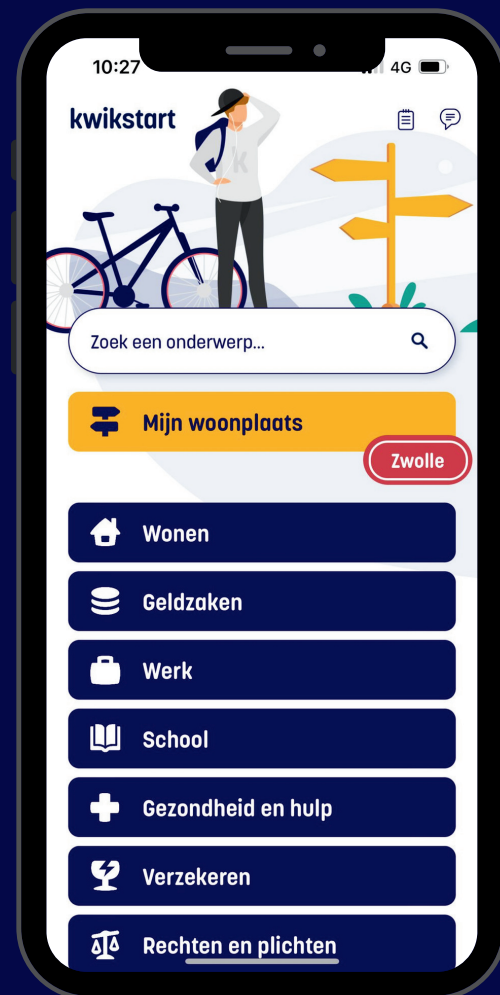 10:27
4G
kwikstart
K
Zoek een onderwerp...
Mijn woonplaats
Zwolle
Wonen
Geldzaken
Werk
School
Gezondheid en hulp
Verzekeren
Rechten en plichten